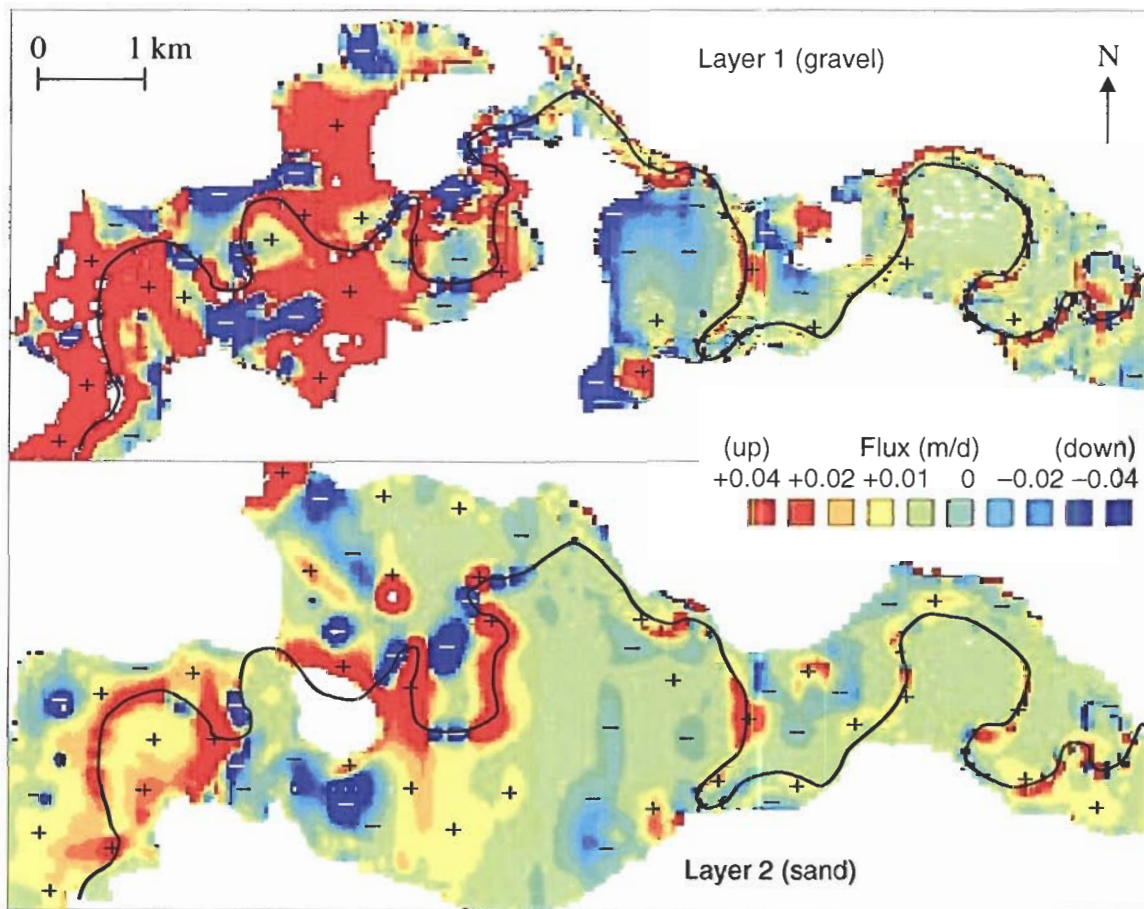 0 1 km
Layer 1 (gravel)
N
(up) Flux (m/d) (down)
+0.04 +0.02 +0.01 0 −0.02 −0.04
Layer 2 (sand)